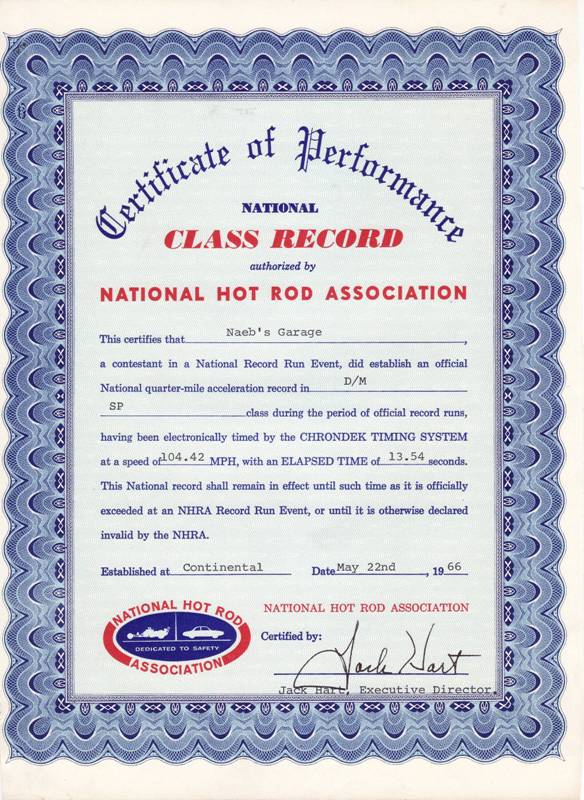 Certificate of Performance
NATIONAL
CLASS RECORD
authorized by
NATIONAL HOT ROD ASSOCIATION
This certifies that Naeb's Garage,
a contestant in a National Record Run Event, did establish an official
National quarter-mile acceleration record in D/M
SP class during the period of official record runs,
having been electronically timed by the CHRONDEK TIMING SYSTEM
at a speed of 104.42 MPH, with an ELAPSED TIME of 13.54 seconds.
This National record shall remain in effect until such time as it is officially
exceeded at an NHRA Record Run Event, or until it is otherwise declared
invalid by the NHRA.
Established at Continental Date May 22nd, 1966
NATIONAL HOT ROD ASSOCIATION
Certified by: Jack Hart
Jack Hart, Executive Director.
NATIONAL HOT ROD
DEDICATED TO SAFETY
ASSOCIATION